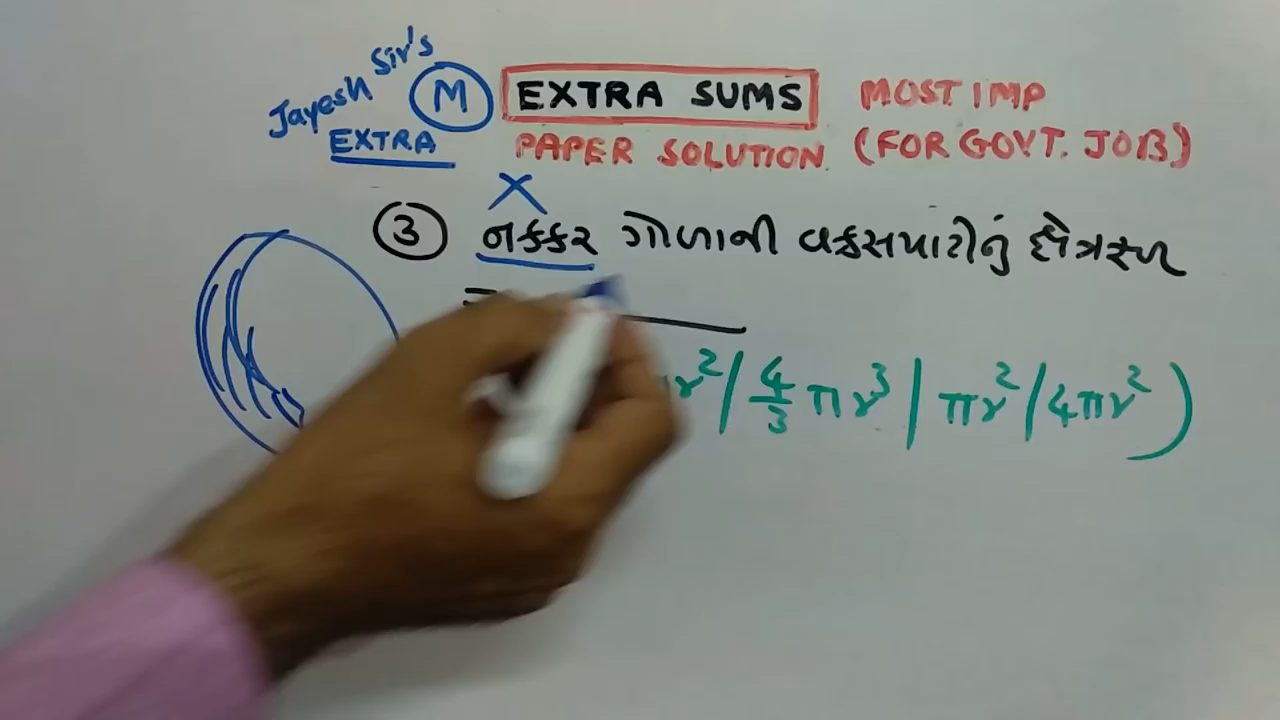 Jayesh Sir's
EXTRA
M
EXTRA SUMS
MOST IMP
PAPER SOLUTION (FOR GOVT. JOB)
X
3 નક્કર ગોળાની વક્રસપાટીનું ક્ષેત્રફળ
=
πr² / 4/3 πr³ / πr² / 4πr² )